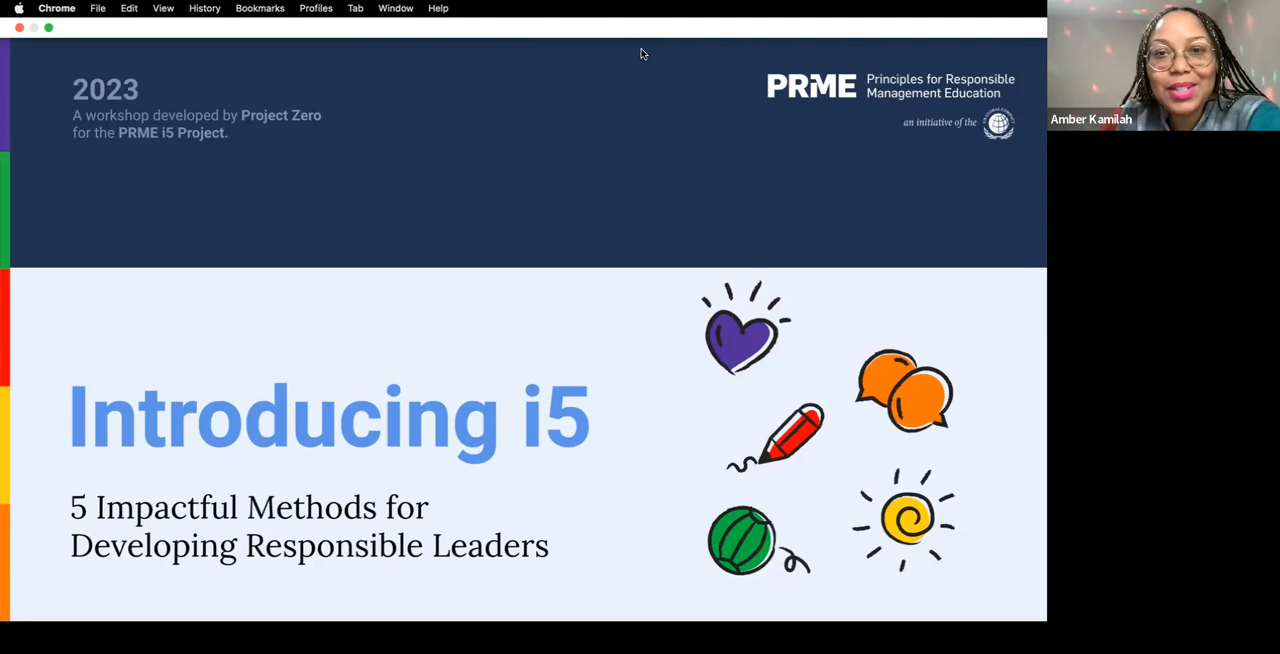 Chrome File Edit View History Bookmarks Profiles Tab Window Help
2023
A workshop developed by Project Zero
for the PRME i5 Project.
PRME Principles for Responsible
Management Education
an initiative of the
Amber Kamilah
Introducing i5
5 Impactful Methods for
Developing Responsible Leaders